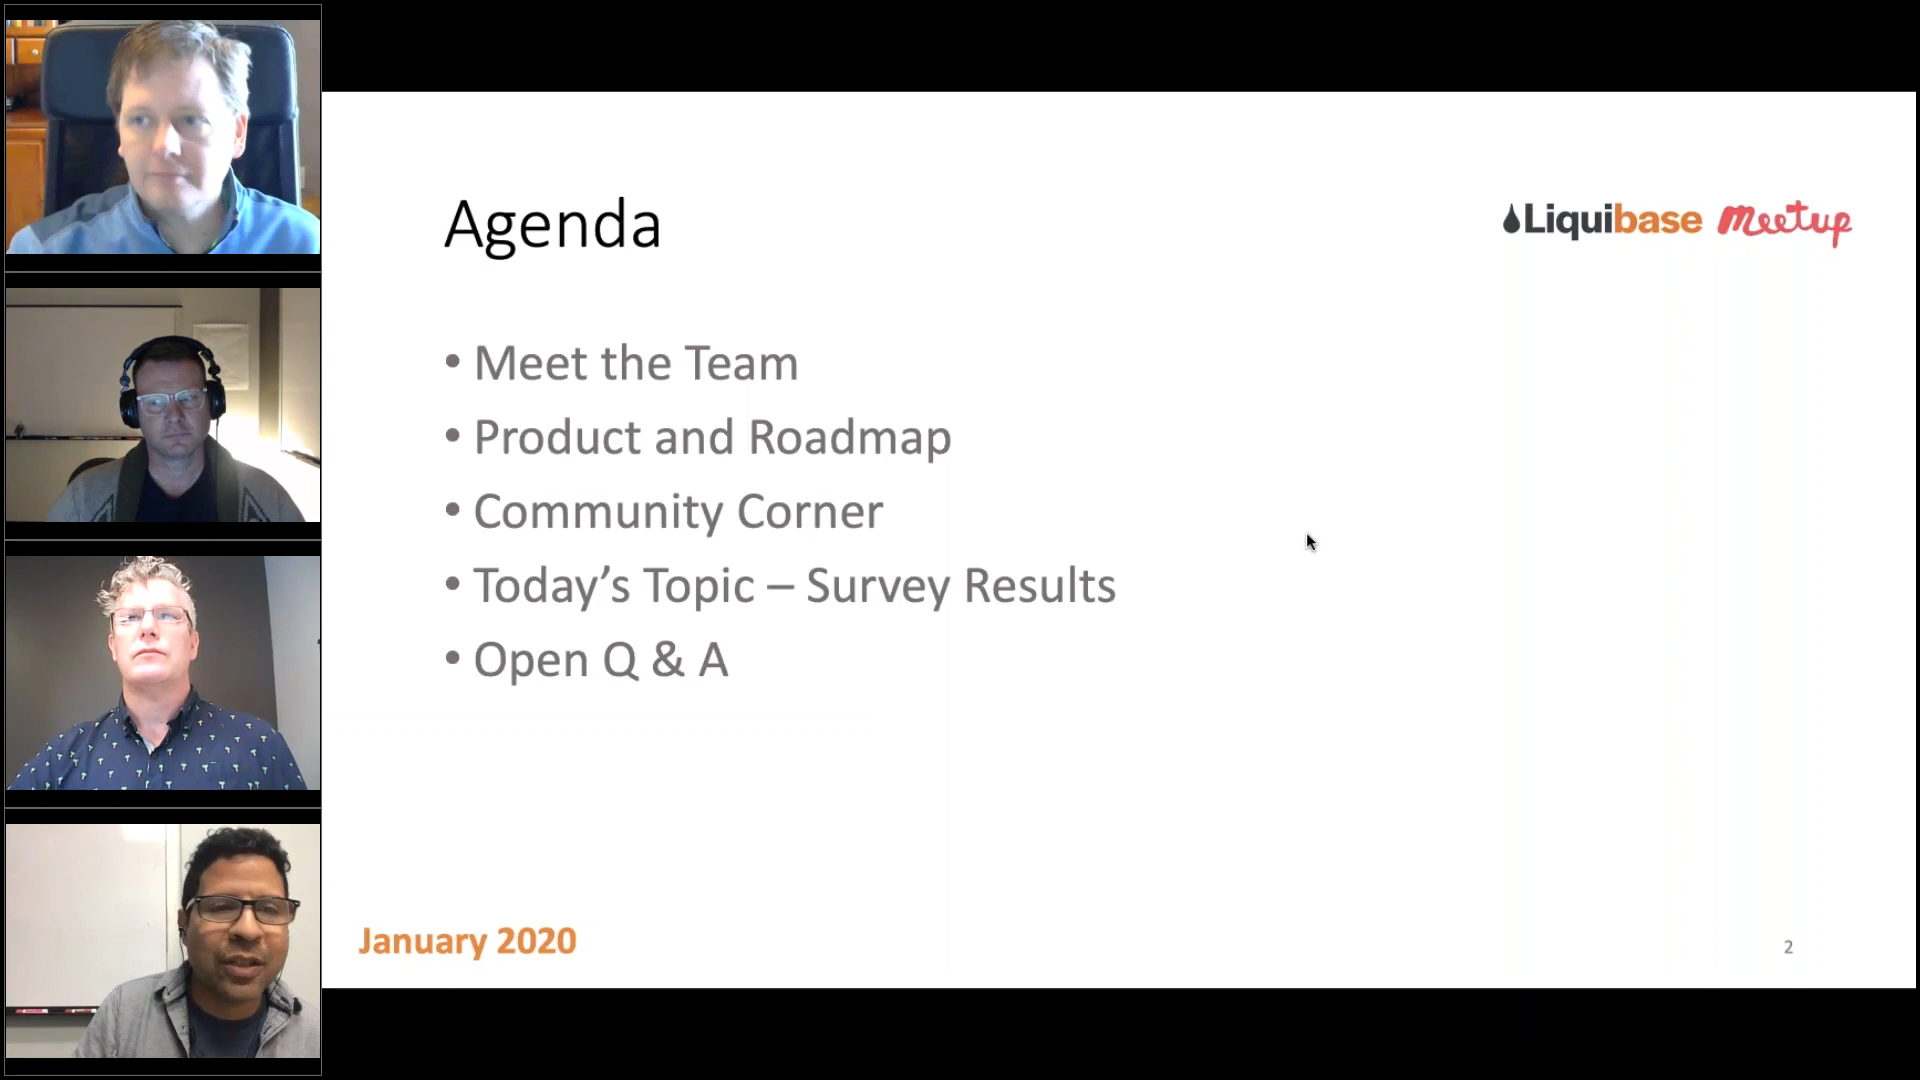 Agenda
Liquibase Meetup
• Meet the Team
• Product and Roadmap
• Community Corner
• Today’s Topic – Survey Results
• Open Q & A
January 2020
2